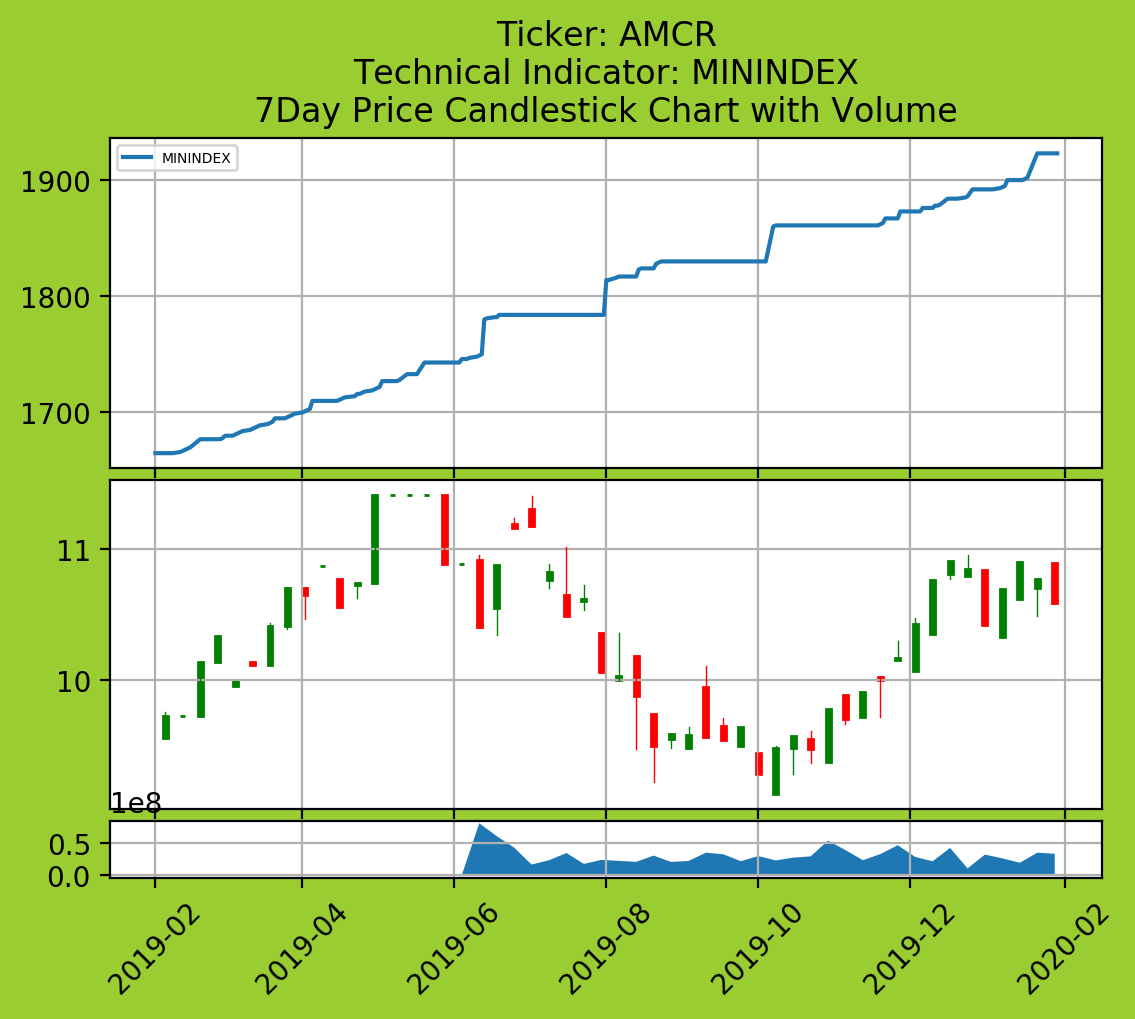 Ticker: AMCR
Technical Indicator: MININDEX
7Day Price Candlestick Chart with Volume
MININDEX
1900
1800
1700
11
10
1e8
0.5
0.0
2019-02
2019-04
2019-06
2019-08
2019-10
2019-12
2020-02